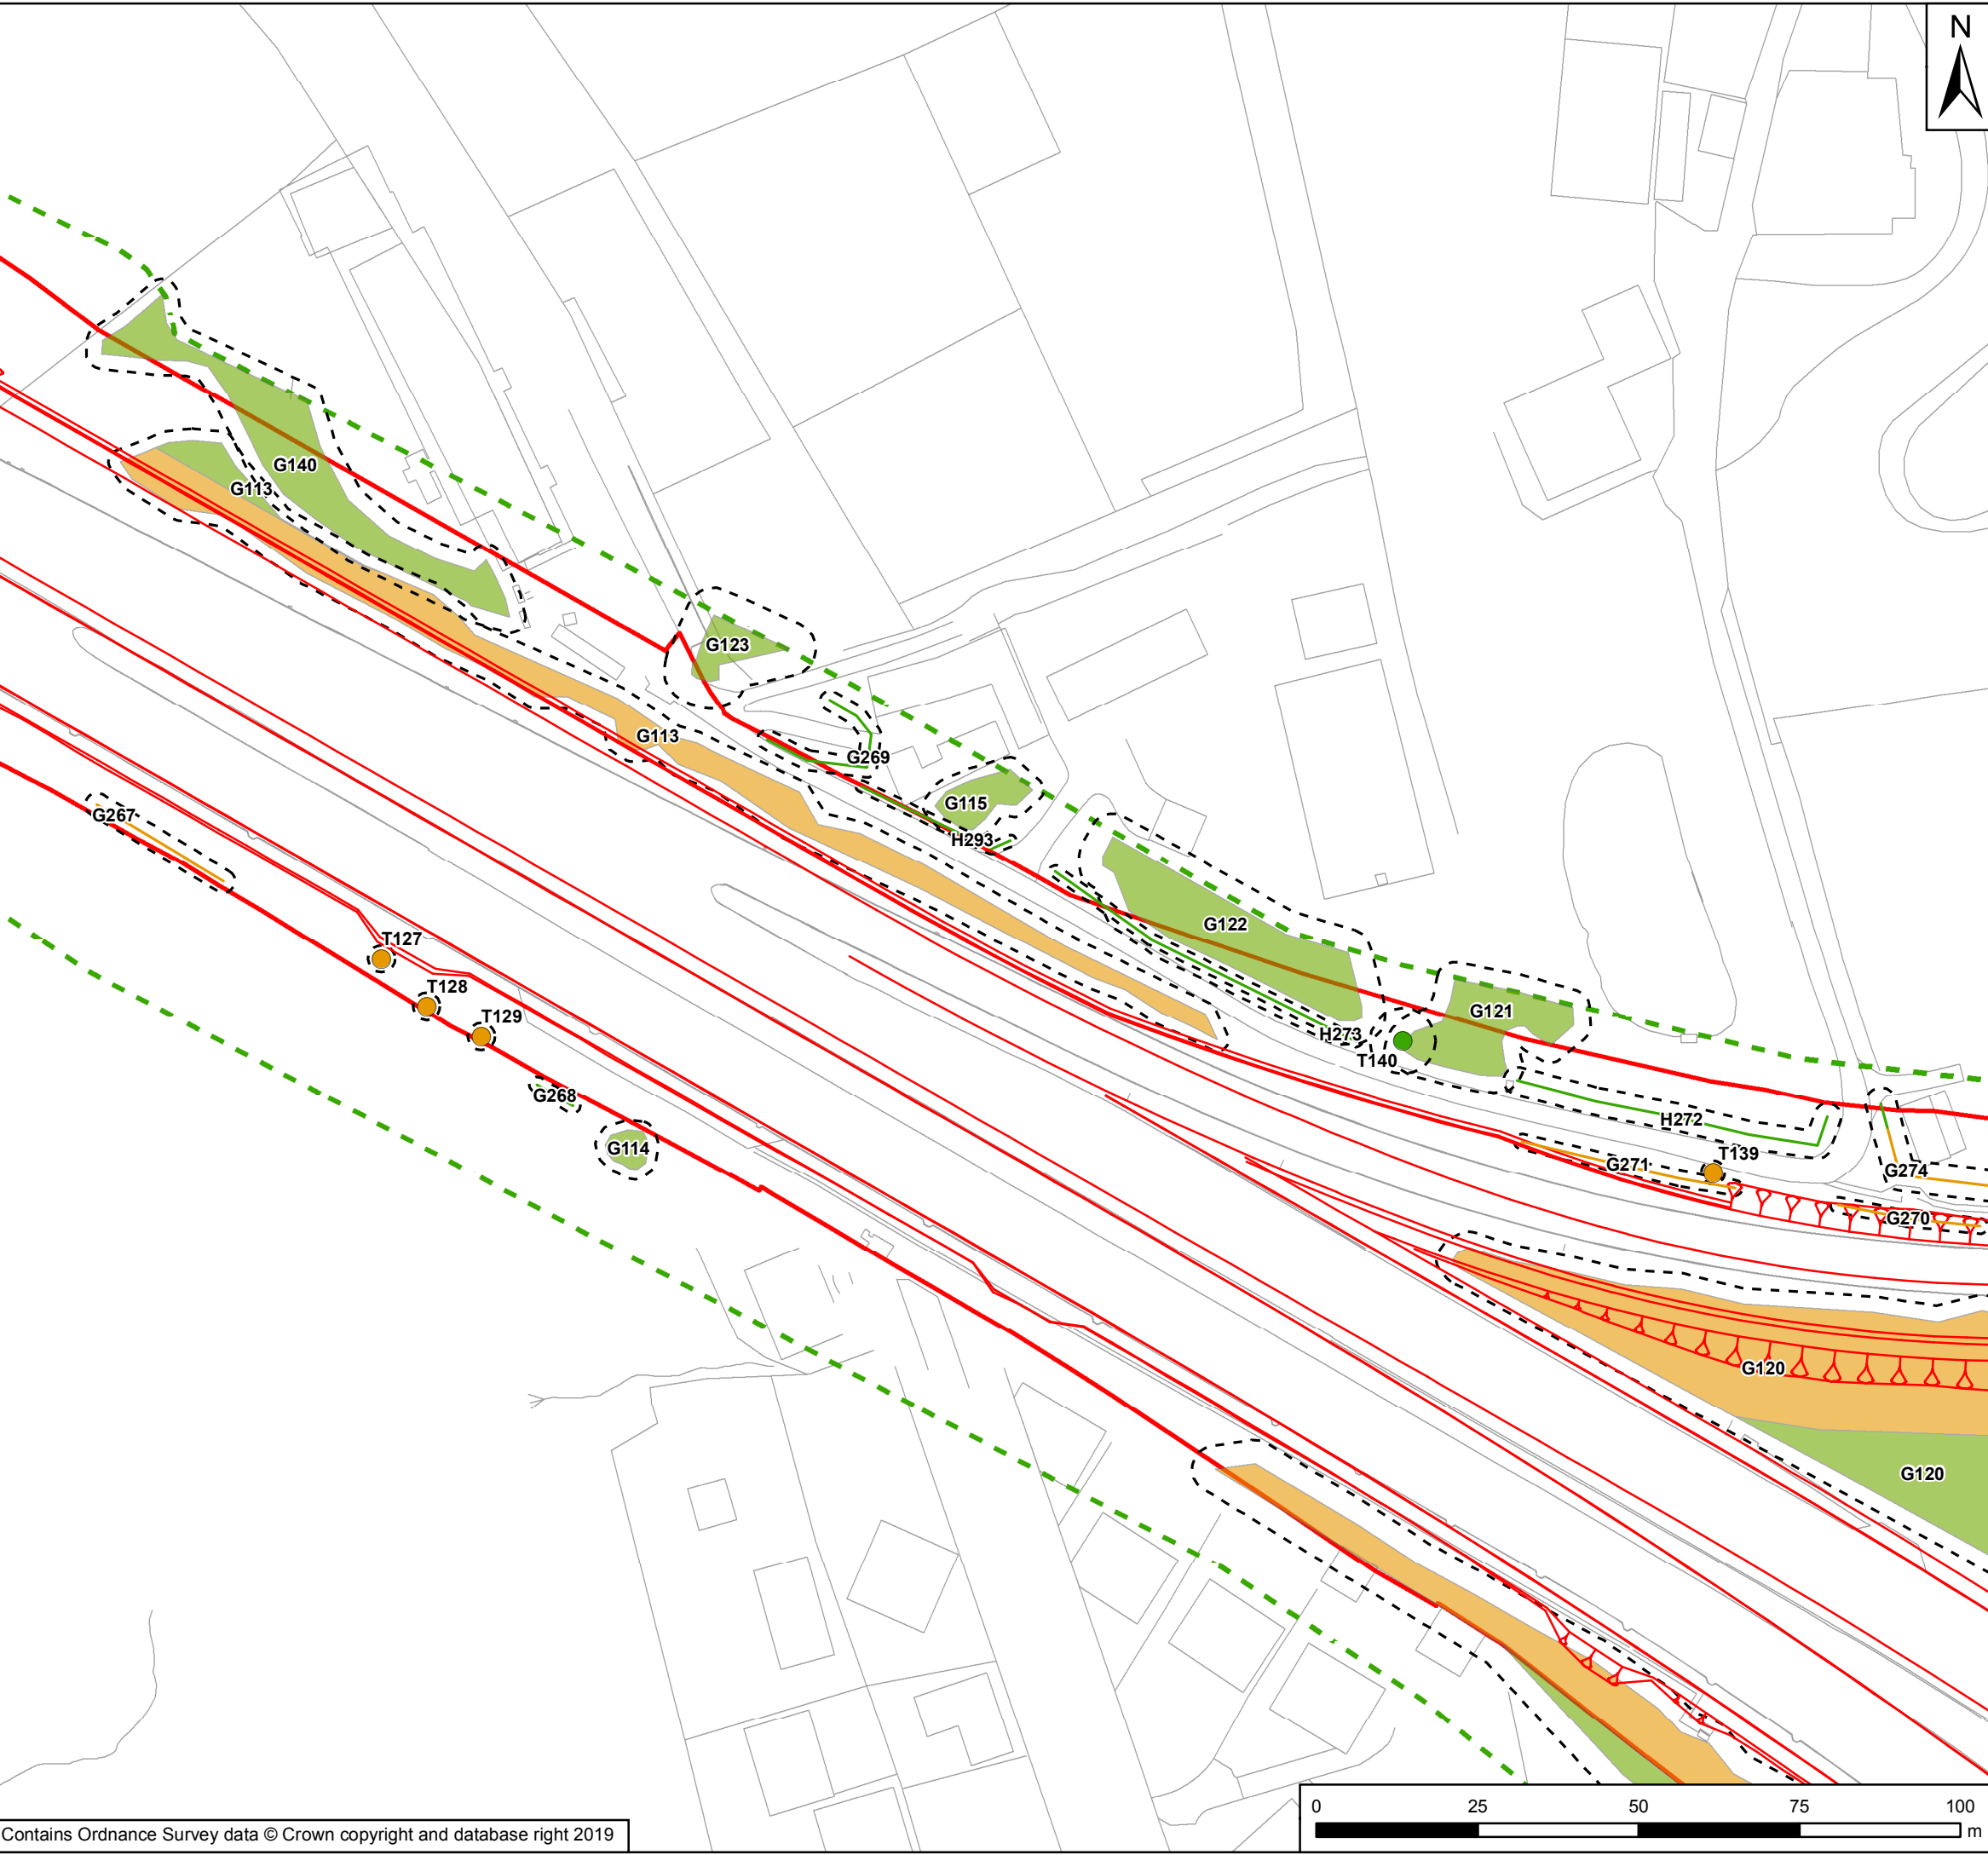 N
G140
G113
G123
G113
G269
G115
H293
G267
G122
T127
T128
T129
G121
H273
T140
G268
G114
H272
T139
G271
G274
G270
G120
G120
0 25 50 75 100
m
Contains Ordnance Survey data © Crown copyright and database right 2019